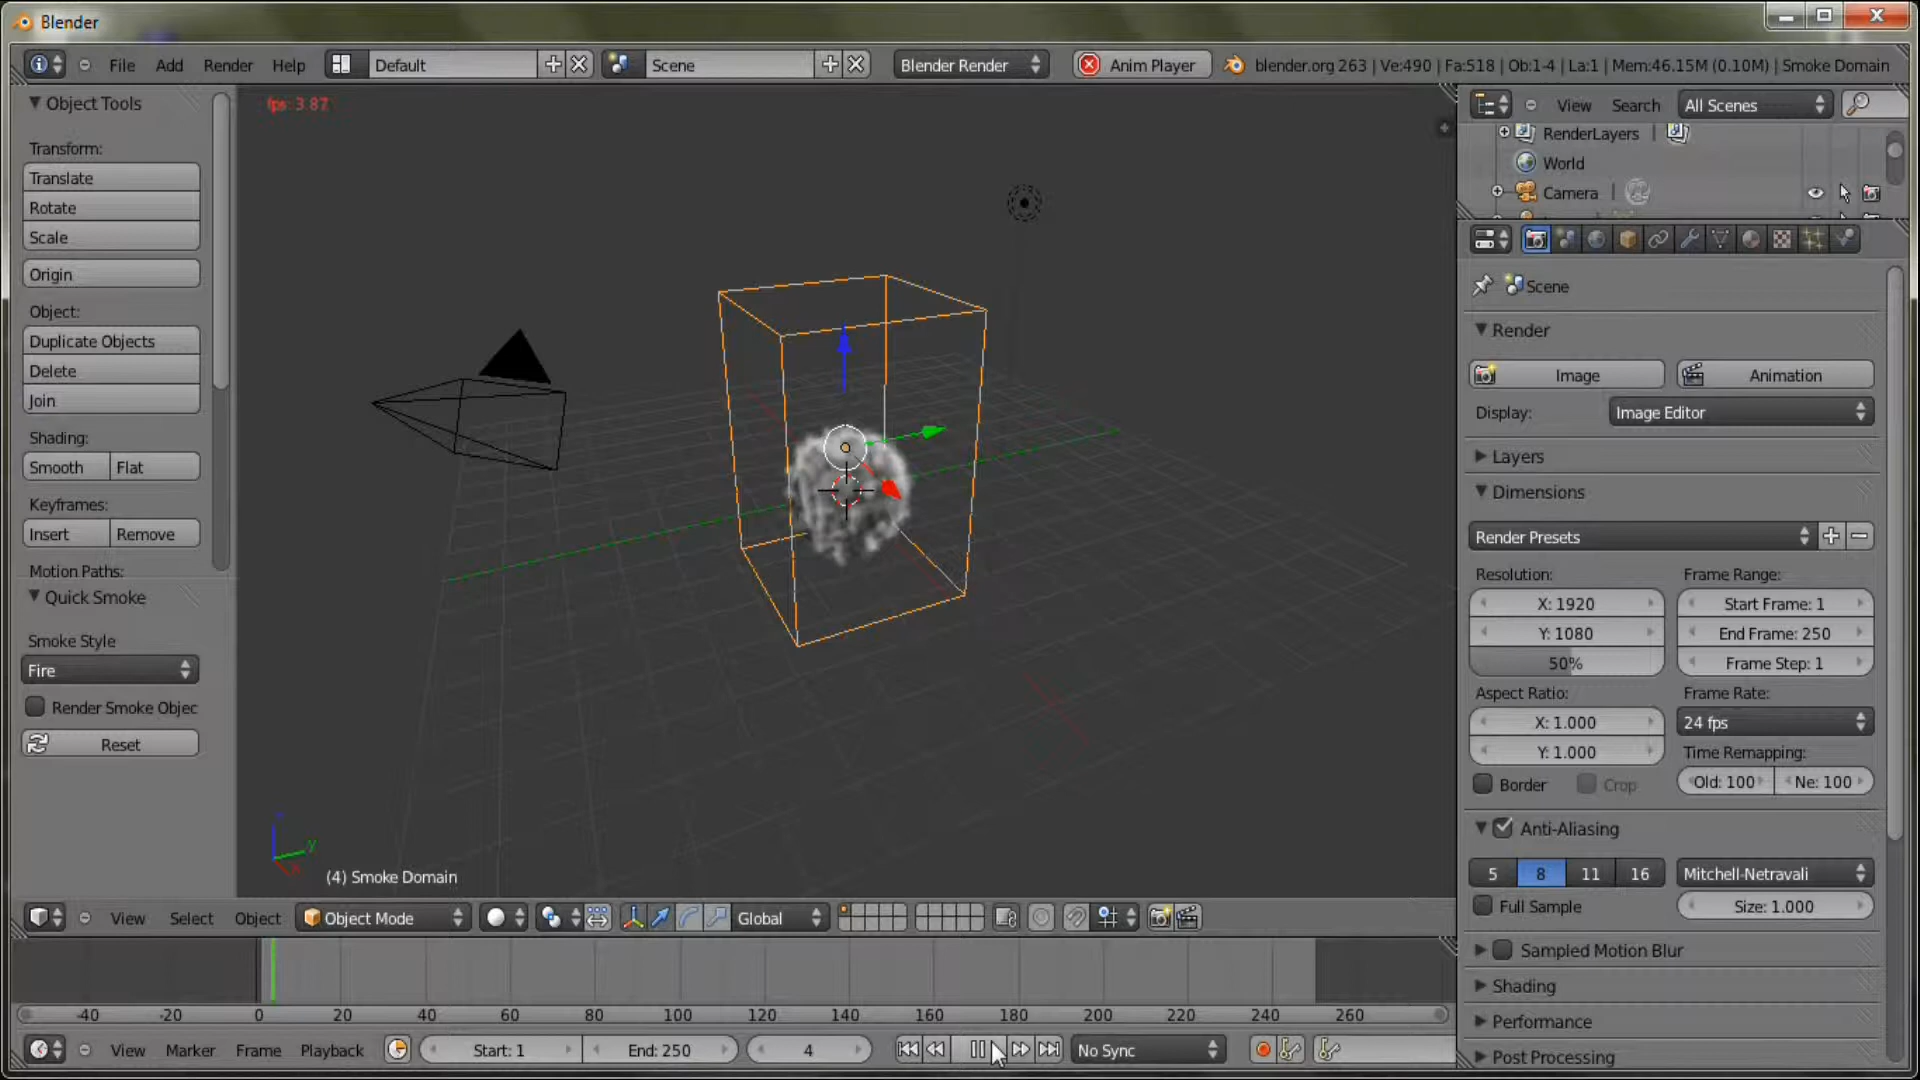 Blender
File Add Render Help Default Scene Blender Render Anim Player blender.org 263 | Ve:490 | Fa:518 | Ob:1-4 | La:1 | Mem:46.15M (0.10M) | Smoke Domain
Object Tools
Transform:
Translate
Rotate
Scale
Origin
Object:
Duplicate Objects
Delete
Join
Shading:
Smooth Flat
Keyframes:
Insert Remove
Motion Paths:
Quick Smoke
Smoke Style
Fire
Render Smoke Objec
Reset
fps: 3.87
y
(4) Smoke Domain
View Select Object Object Mode Global
-40 -20 0 20 40 60 80 100 120 140 160 180 200 220 240 260
View Marker Frame Playback Start: 1 End: 250 4 No Sync
View Search All Scenes
RenderLayers |
World
Camera |
Scene
Render
Image Animation
Display: Image Editor
Layers
Dimensions
Render Presets
Resolution: Frame Range:
X: 1920 Start Frame: 1
Y: 1080 End Frame: 250
50% Frame Step: 1
Aspect Ratio: Frame Rate:
X: 1.000 24 fps
Y: 1.000 Time Remapping:
Border Crop Old: 100 Ne: 100
Anti-Aliasing
5 8 11 16 Mitchell-Netravali
Full Sample Size: 1.000
Sampled Motion Blur
Shading
Performance
Post Processing